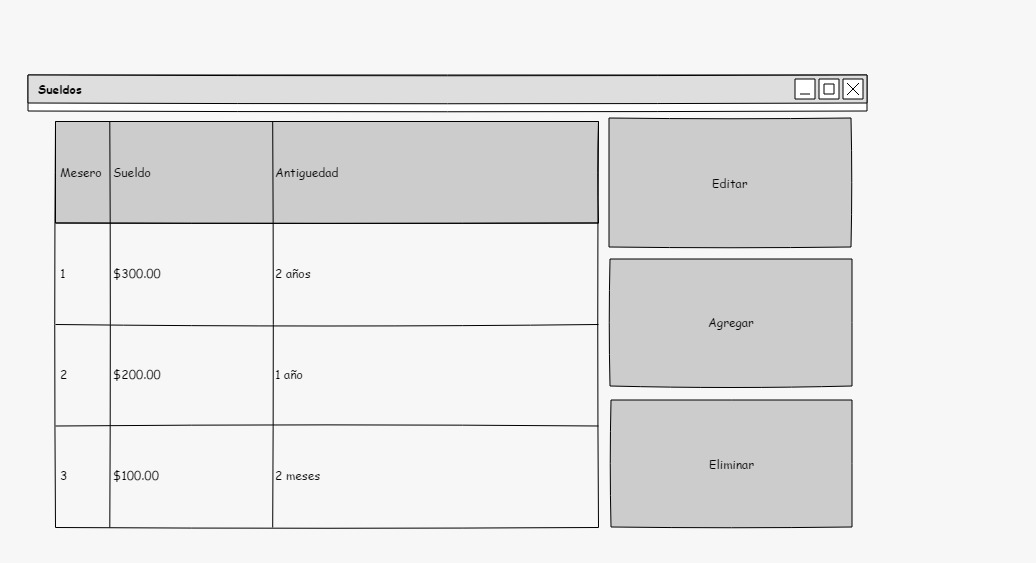 Sueldos
Mesero Sueldo Antiguedad
Editar
1 $300.00 2 años
Agregar
2 $200.00 1 año
Eliminar
3 $100.00 2 meses